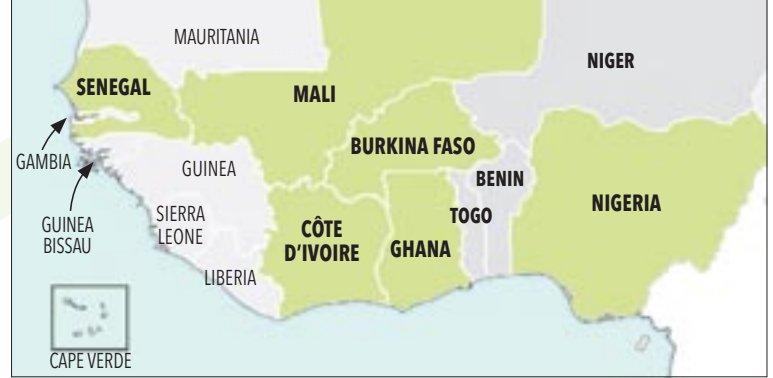 MAURITANIA
NIGER
SENEGAL
MALI
GAMBIA
BURKINA FASO
GUINEA
BENIN
GUINEA
BISSAU
SIERRA
LEONE
CÔTE
D'IVOIRE
GHANA
TOGO
NIGERIA
LIBERIA
CAPE VERDE